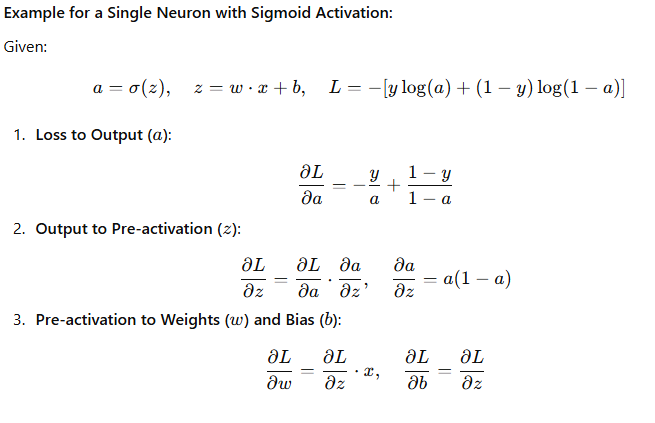 Example for a Single Neuron with Sigmoid Activation:
Given:
a = σ(z), z = w · x + b, L = −[y log(a) + (1 − y) log(1 − a)]
1. Loss to Output (a):
∂L/∂a = −y/a + (1 − y)/(1 − a)
2. Output to Pre-activation (z):
∂L/∂z = ∂L/∂a · ∂a/∂z, ∂a/∂z = a(1 − a)
3. Pre-activation to Weights (w) and Bias (b):
∂L/∂w = ∂L/∂z · x, ∂L/∂b = ∂L/∂z